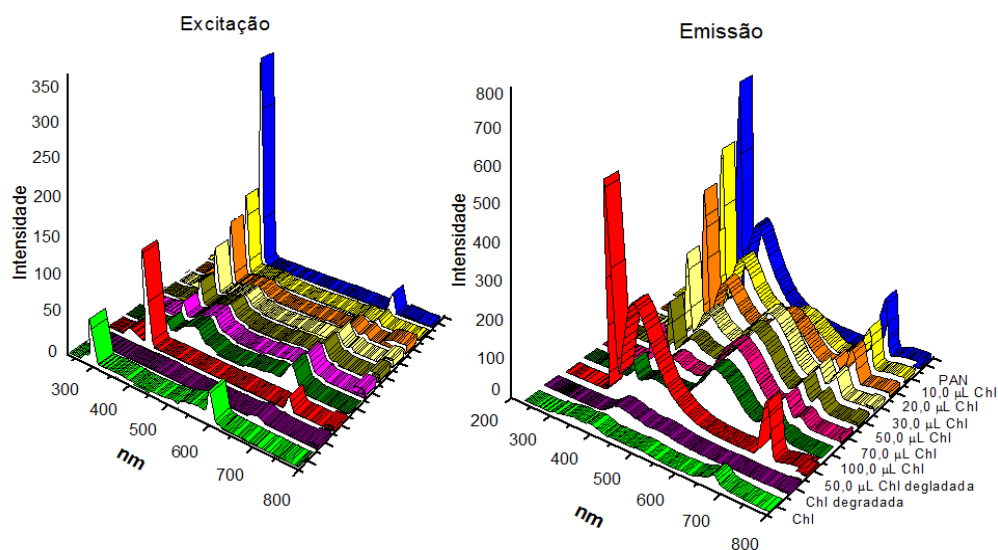 Excitação
350
300
250
200
150
100
50
0
Intensidade
300
400
500
600
700
800
nm
Emissão
800
700
600
500
400
300
200
100
0
Intensidade
200
300
400
500
600
700
800
nm
PAN
10,0 µL Chl
20,0 µL Chl
30,0 µL Chl
50,0 µL Chl
70,0 µL Chl
100,0 µL Chl
50,0 µL Chl degladada
Chl degradada
Chl